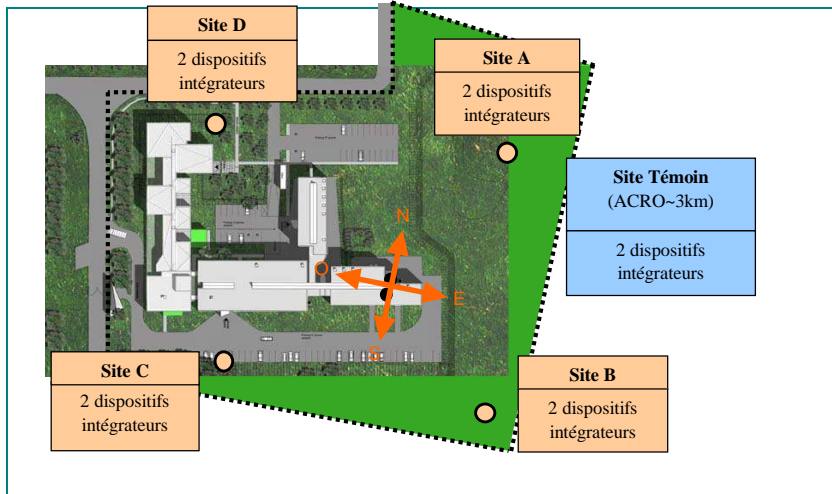 Site D
2 dispositifs
intégrateurs
Site A
2 dispositifs
intégrateurs
Site Témoin
(ACRO~3km)
2 dispositifs
intégrateurs
N
O
E
S
Site C
2 dispositifs
intégrateurs
Site B
2 dispositifs
intégrateurs